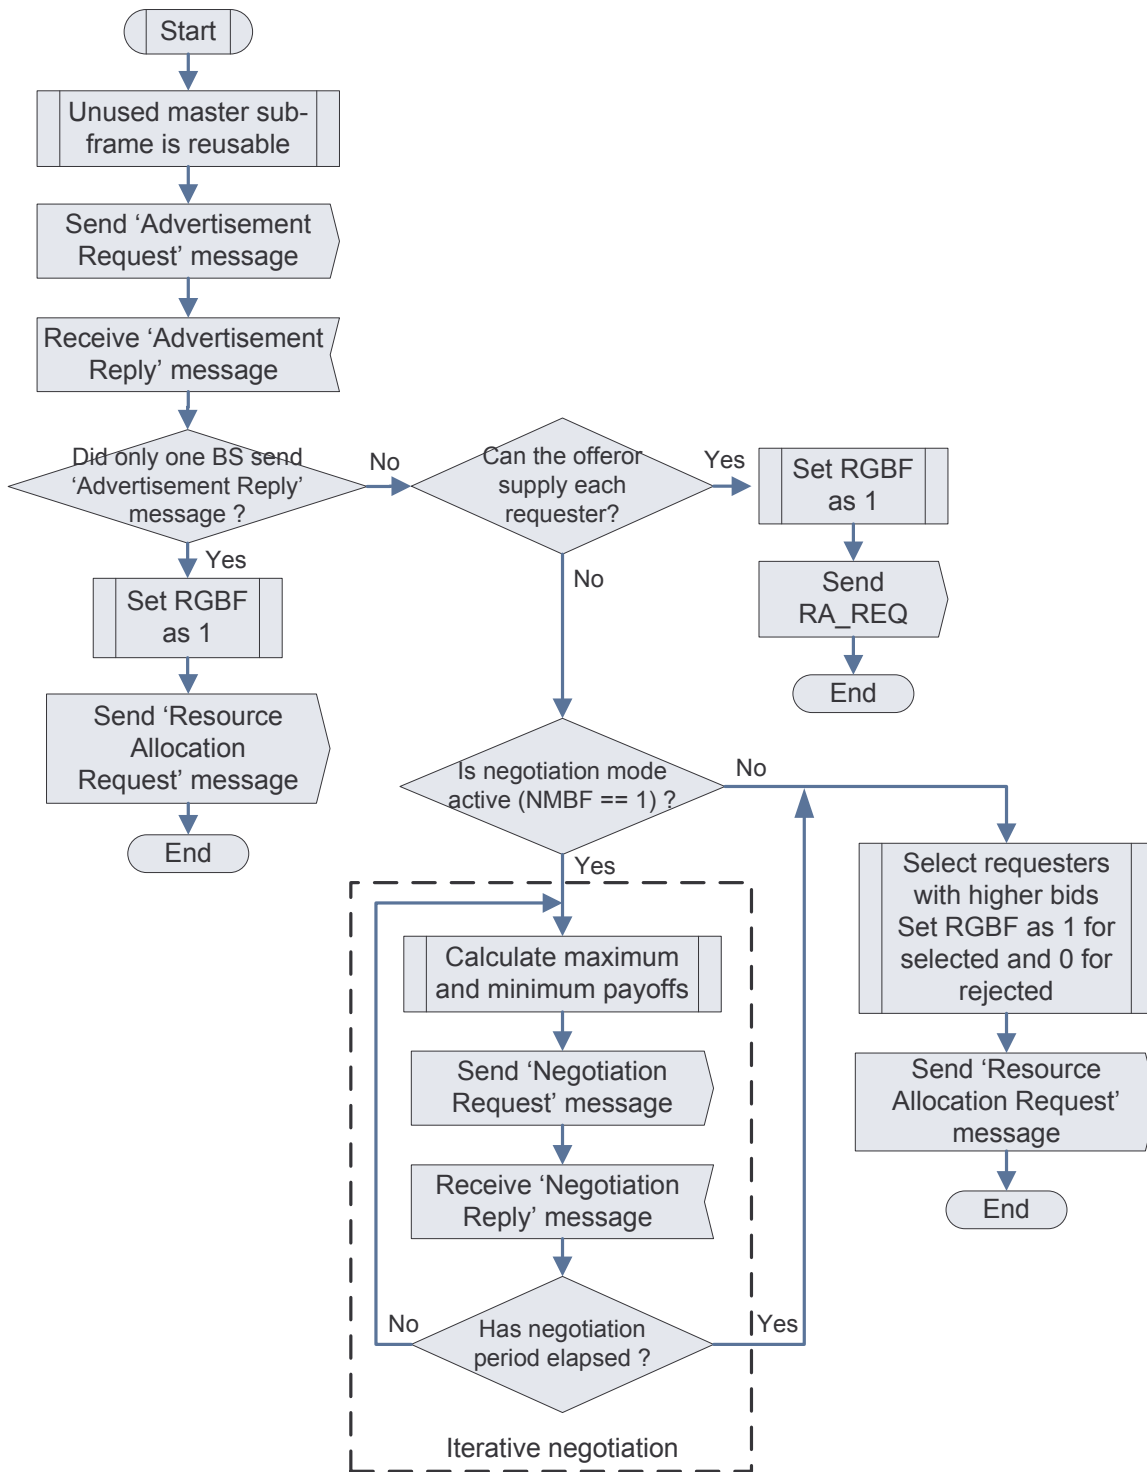 Start
Unused master sub-
frame is reusable
Send ‘Advertisement
Request’ message
Receive ‘Advertisement
Reply’ message
Did only one BS send
‘Advertisement Reply’
message ?
No
Can the offeror
supply each
requester?
Yes
Set RGBF
as 1
Send
RA_REQ
End
Yes
Set RGBF
as 1
Send ‘Resource
Allocation
Request’ message
End
No
Is negotiation mode
active (NMBF == 1) ?
No
Yes
Calculate maximum
and minimum payoffs
Send ‘Negotiation
Request’ message
Receive ‘Negotiation
Reply’ message
Has negotiation
period elapsed ?
No
Yes
Iterative negotiation
Select requesters
with higher bids
Set RGBF as 1 for
selected and 0 for
rejected
Send ‘Resource
Allocation Request’
message
End